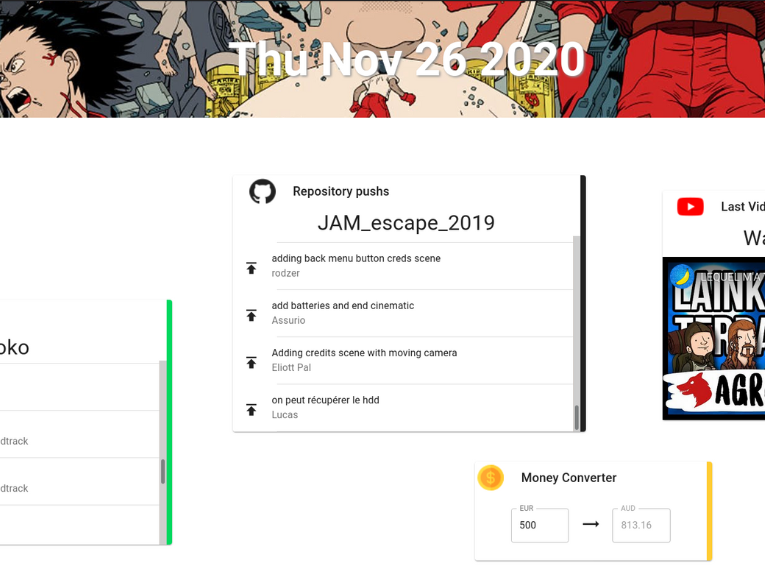 Thu Nov 26 2020
Repository pushs
JAM_escape_2019
adding back menu button creds scene
rodzer
add batteries and end cinematic
Assurio
Adding credits scene with moving camera
Eliott Pal
on peut récupérer le hdd
Lucas
oko
dtrack
dtrack
Last Vid
Wa
LEQUEL M'A
LAINK
TERRA
AGR
Money Converter
EUR
500
AUD
813.16